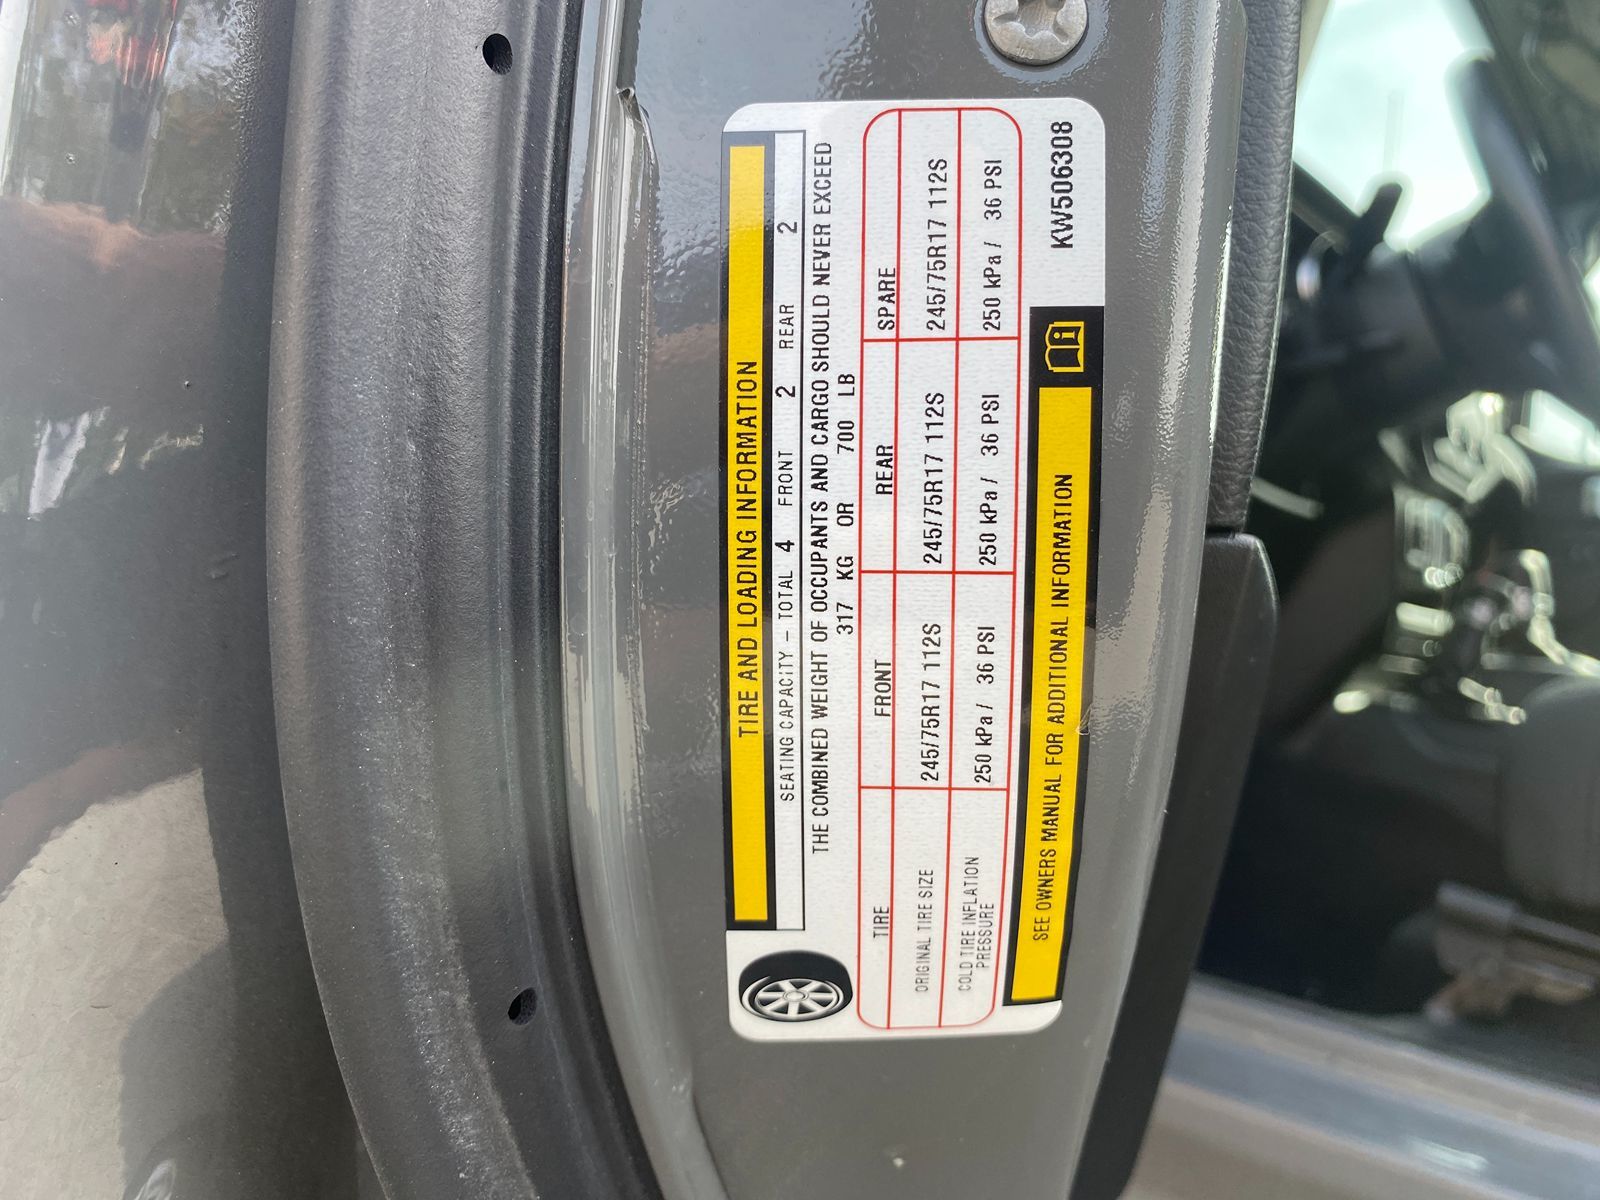 TIRE AND LOADING INFORMATION
SEATING CAPACITY - TOTAL 4 FRONT 2 REAR 2
THE COMBINED WEIGHT OF OCCUPANTS AND CARGO SHOULD NEVER EXCEED
317 KG OR 700 LB
TIRE FRONT REAR SPARE
ORIGINAL TIRE SIZE 245/75R17 112S 245/75R17 112S 245/75R17 112S
COLD TIRE INFLATION
PRESSURE 250 kPa / 36 PSI 250 kPa / 36 PSI 250 kPa / 36 PSI
SEE OWNERS MANUAL FOR ADDITIONAL INFORMATION
KW506308